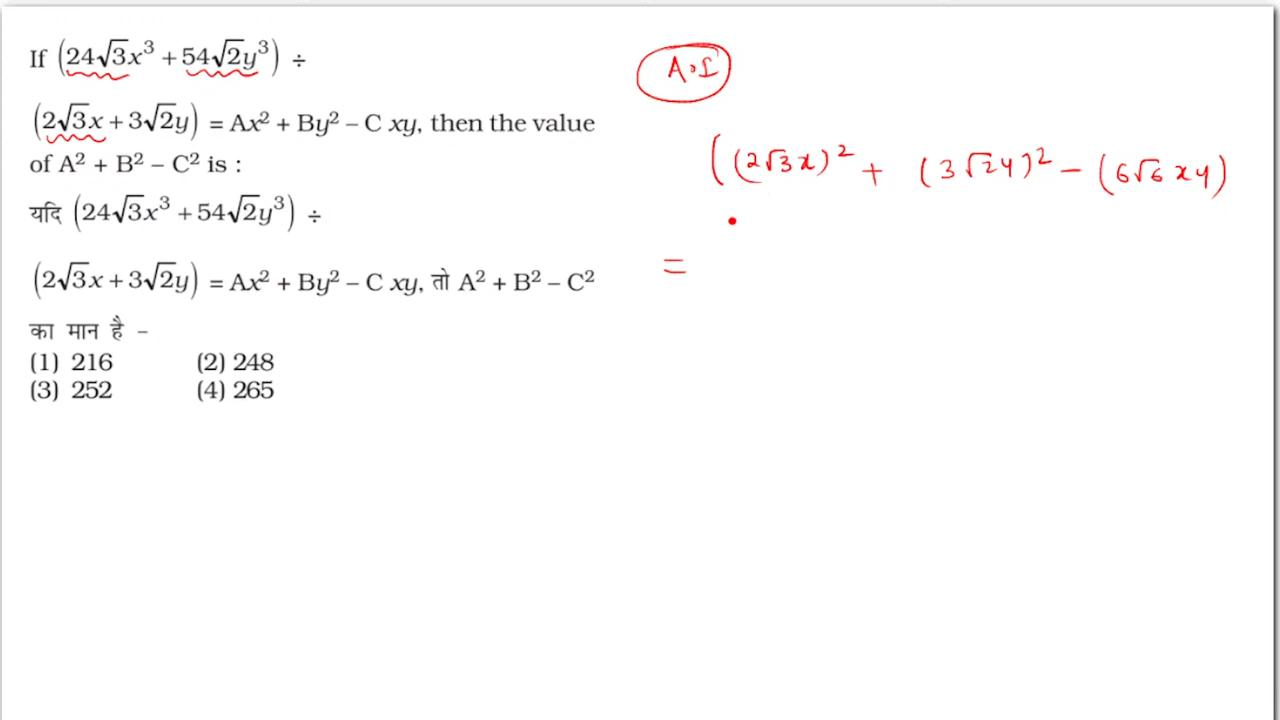 If (24√3x³ + 54√2y³) ÷
(2√3x + 3√2y) = Ax² + By² – C xy, then the value
of A² + B² – C² is :
यदि (24√3x³ + 54√2y³) ÷
(2√3x + 3√2y) = Ax² + By² – C xy, तो A² + B² – C²
का मान है –
(1) 216 (2) 248
(3) 252 (4) 265
A.I
((2√3x)² + (3√2y)² – (6√6xy)
=